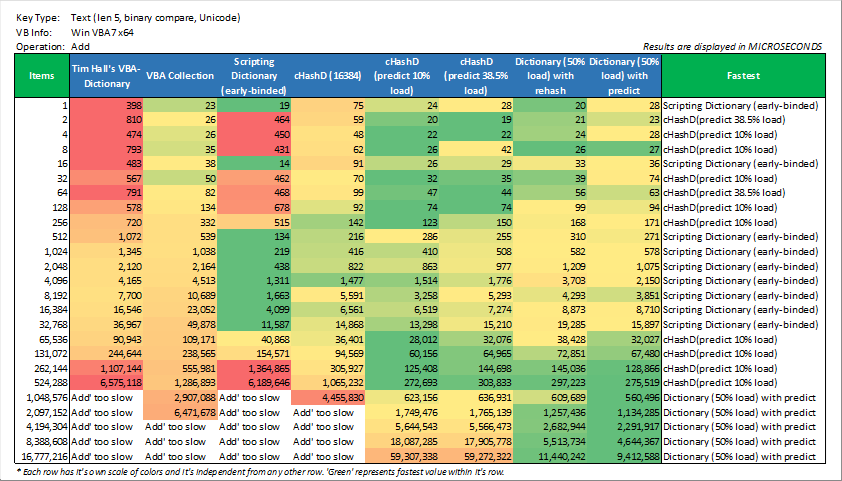 Key Type: Text (len 5, binary compare, Unicode)
VB Info: Win VBA7 x64
Operation: Add
Results are displayed in MICROSECONDS
Items Tim Hall's VBA-Dictionary VBA Collection Scripting Dictionary (early-binded) cHashD (16384) cHashD (predict 10% load) cHashD (predict 38.5% load) Dictionary (50% load) with rehash Dictionary (50% load) with predict Fastest
1 398 23 19 75 24 28 20 28 Scripting Dictionary (early-binded)
2 810 26 464 59 20 19 21 23 cHashD(predict 38.5% load)
4 474 26 450 48 22 22 24 28 cHashD(predict 10% load)
8 793 35 431 62 26 42 26 27 cHashD(predict 10% load)
16 483 38 14 91 26 29 33 36 Scripting Dictionary (early-binded)
32 567 50 462 70 32 35 39 74 cHashD(predict 10% load)
64 791 82 468 99 47 44 56 63 cHashD(predict 38.5% load)
128 578 134 678 92 74 74 99 94 cHashD(predict 10% load)
256 720 332 515 142 123 150 168 171 cHashD(predict 10% load)
512 1,072 539 134 216 286 255 310 271 Scripting Dictionary (early-binded)
1,024 1,345 1,038 219 416 410 508 582 578 Scripting Dictionary (early-binded)
2,048 2,120 2,164 438 822 863 977 1,209 1,075 Scripting Dictionary (early-binded)
4,096 4,165 4,513 1,311 1,477 1,514 1,776 3,703 2,150 Scripting Dictionary (early-binded)
8,192 7,700 10,689 1,663 5,591 3,258 5,293 4,293 3,851 Scripting Dictionary (early-binded)
16,384 16,546 23,052 4,099 6,561 6,519 7,274 8,873 8,710 Scripting Dictionary (early-binded)
32,768 36,967 49,878 11,587 14,868 13,298 15,210 19,285 15,897 Scripting Dictionary (early-binded)
65,536 90,943 109,171 40,868 36,401 28,012 32,076 38,428 32,027 cHashD(predict 10% load)
131,072 244,644 238,565 154,571 94,569 60,156 64,965 72,851 67,480 cHashD(predict 10% load)
262,144 1,107,144 555,981 1,364,865 305,927 125,408 144,698 145,036 128,866 cHashD(predict 10% load)
524,288 6,575,118 1,286,893 6,189,646 1,065,232 272,693 303,833 297,223 275,519 cHashD(predict 10% load)
1,048,576 Add' too slow 2,907,088 Add' too slow 4,455,830 623,156 636,931 609,689 560,496 Dictionary (50% load) with predict
2,097,152 Add' too slow 6,471,678 Add' too slow Add' too slow 1,749,476 1,765,139 1,257,436 1,134,285 Dictionary (50% load) with predict
4,194,304 Add' too slow Add' too slow Add' too slow Add' too slow 5,644,543 5,566,473 2,682,944 2,291,917 Dictionary (50% load) with predict
8,388,608 Add' too slow Add' too slow Add' too slow Add' too slow 18,087,285 17,905,778 5,513,734 4,644,367 Dictionary (50% load) with predict
16,777,216 Add' too slow Add' too slow Add' too slow Add' too slow 59,307,338 59,272,322 11,440,242 9,412,588 Dictionary (50% load) with predict
* Each row has it's own scale of colors and it's independent from any other row. 'Green' represents fastest value within it's row.